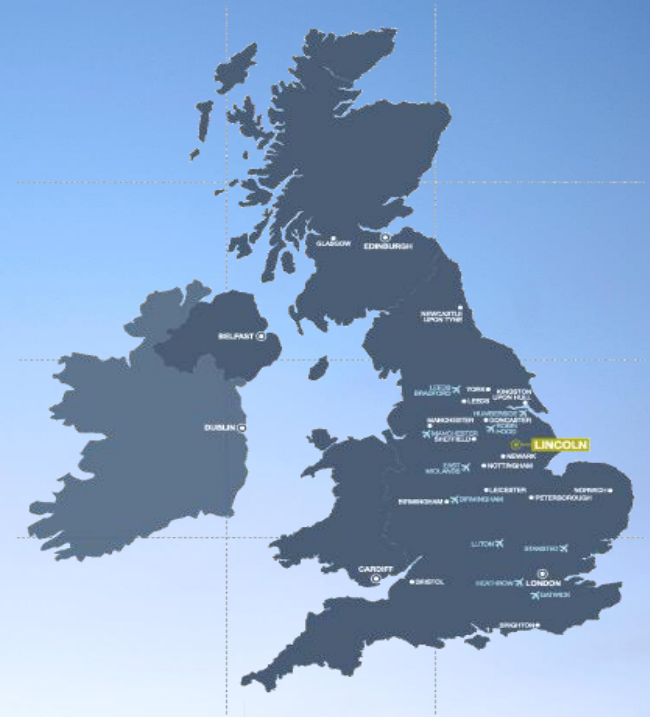 GLASGOW
EDINBURGH
NEWCASTLE
UPON TYNE
BELFAST
LEEDS
BRADFORD
YORK
LEEDS
KINGSTON
UPON HULL
HUMBERSIDE
MANCHESTER
DONCASTER
ROBIN
HOOD
MANCHESTER
SHEFFIELD
DUBLIN
LINCOLN
NEWARK
EAST
MIDLANDS
NOTTINGHAM
LEICESTER
NORWICH
PETERBOROUGH
BIRMINGHAM
BIRMINGHAM
LUTON
STANSTED
CARDIFF
BRISTOL
HEATHROW
LONDON
GATWICK
BRIGHTON